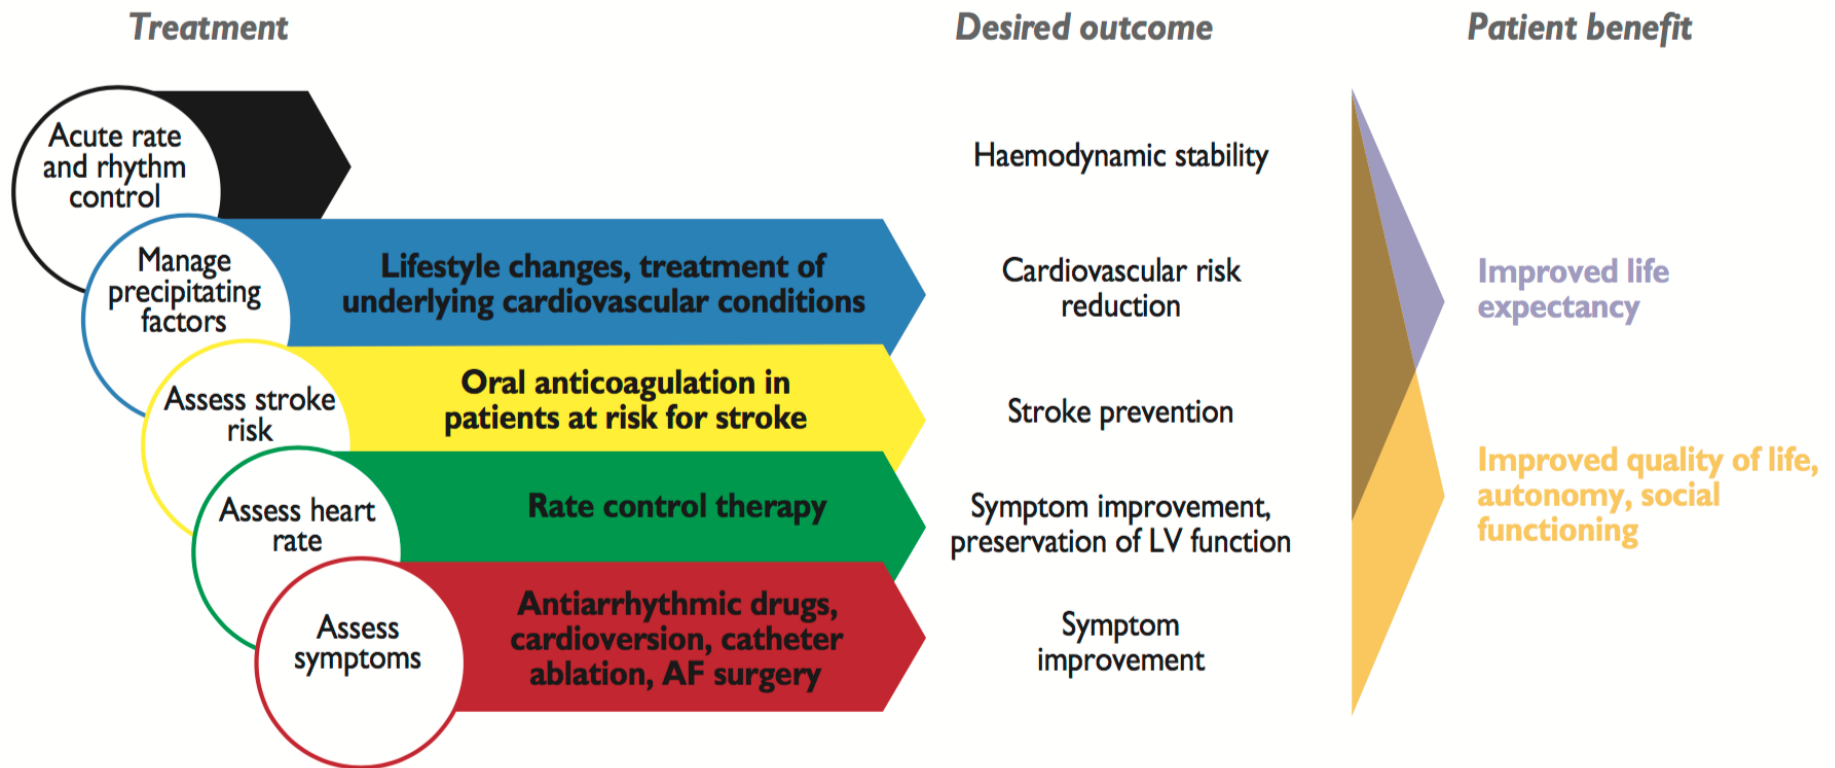 Treatment
Desired outcome
Patient benefit
Acute rate
and rhythm
control
Haemodynamic stability
Manage
precipitating
factors
Lifestyle changes, treatment of
underlying cardiovascular conditions
Cardiovascular risk
reduction
Improved life
expectancy
Assess stroke
risk
Oral anticoagulation in
patients at risk for stroke
Stroke prevention
Improved quality of life,
autonomy, social
functioning
Assess heart
rate
Rate control therapy
Symptom improvement,
preservation of LV function
Assess
symptoms
Antiarrhythmic drugs,
cardioversion, catheter
ablation, AF surgery
Symptom
improvement